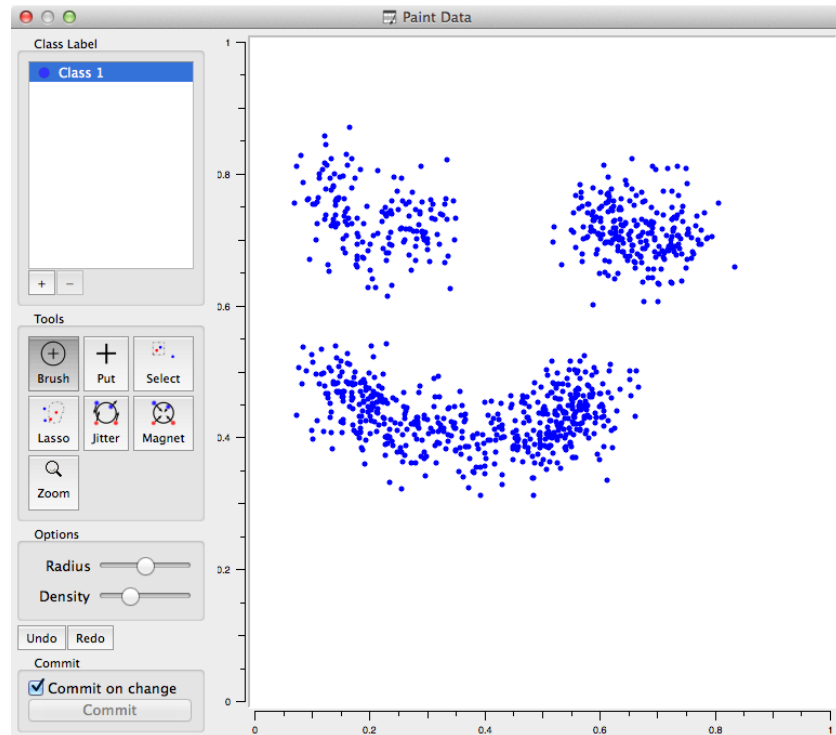 Paint Data
Class Label
Class 1
+ −
Tools
Brush Put Select
Lasso Jitter Magnet
Zoom
Options
Radius
Density
Undo Redo
Commit
Commit on change
Commit
1
0.8
0.6
0.4
0.2
0
0 0.2 0.4 0.6 0.8 1